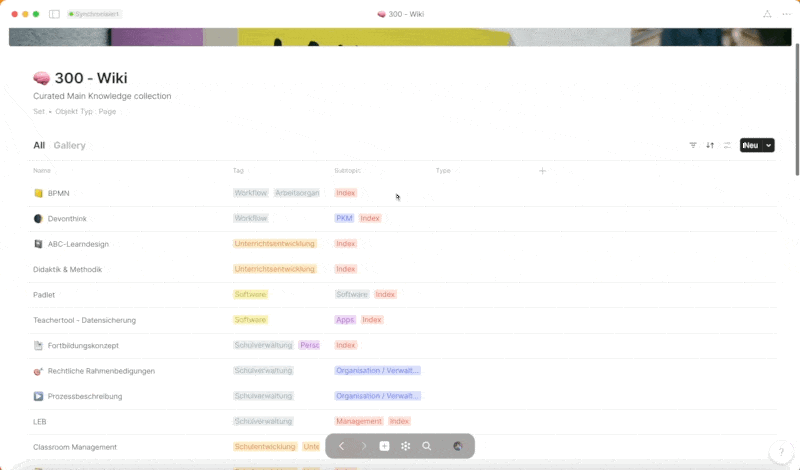 Synchronisiert
300 - Wiki
300 - Wiki
Curated Main Knowledge collection
Set • Objekt Typ: Page
All Gallery
Neu
Name Tag Subtopic Type
BPMN Workflow Arbeitsorgan Index
Devonthink Workflow PKM Index
ABC-Learndesign Unterrichtsentwicklung Index
Didaktik & Methodik Unterrichtsentwicklung Index
Padlet Software Software Index
Teachertool - Datensicherung Software Apps Index
Fortbildungskonzept Schulverwaltung Persc Index
Rechtliche Rahmenbedigungen Schulverwaltung Organisation / Verwalt...
Prozessbeschreibung Schulverwaltung Organisation / Verwalt...
LEB Schulverwaltung Management Index
Classroom Management Schulentwicklung Unte
?